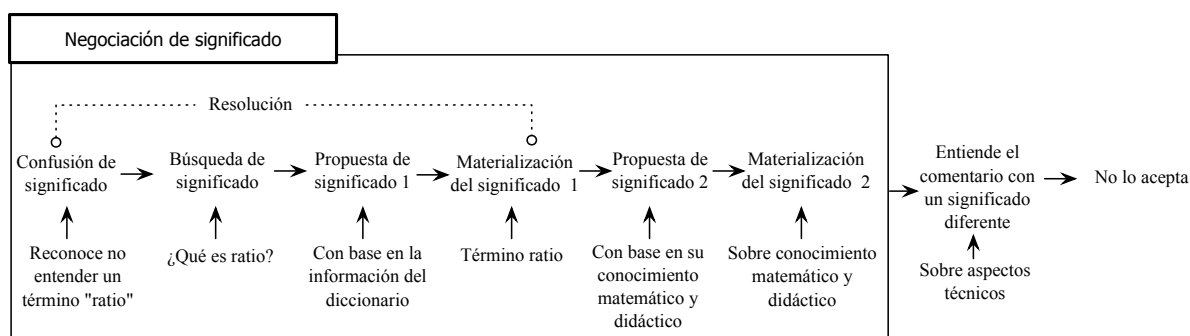 Negociación de significado
Resolución
Confusión de
significado
Búsqueda de
significado
Propuesta de
significado 1
Materialización
del significado 1
Propuesta de
significado 2
Materialización
del significado 2
Entiende el
comentario con
un significado
diferente
No lo acepta
Reconoce no
entender un
término "ratio"
¿Qué es ratio?
Con base en la
información del
diccionario
Término ratio
Con base en su
conocimiento
matemático y
didáctico
Sobre conocimiento
matemático y
didáctico
Sobre aspectos
técnicos